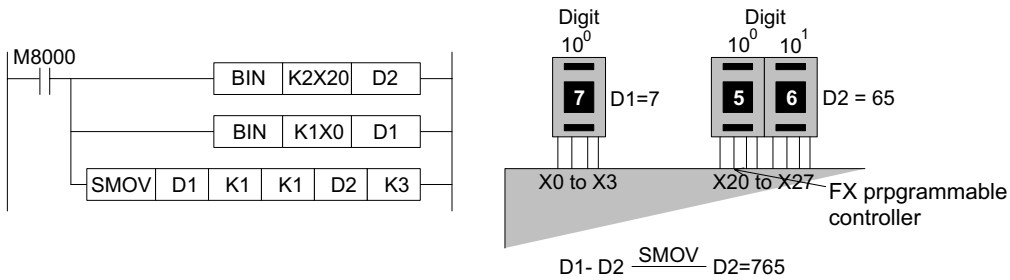 M8000
BIN K2X20 D2
BIN K1X0 D1
SMOV D1 K1 K1 D2 K3
Digit
10⁰
7
D1=7
X0 to X3
Digit
10⁰ 10¹
5 6
D2 = 65
X20 to X27
FX prpgrammable
controller
D1- D2 SMOV D2=765